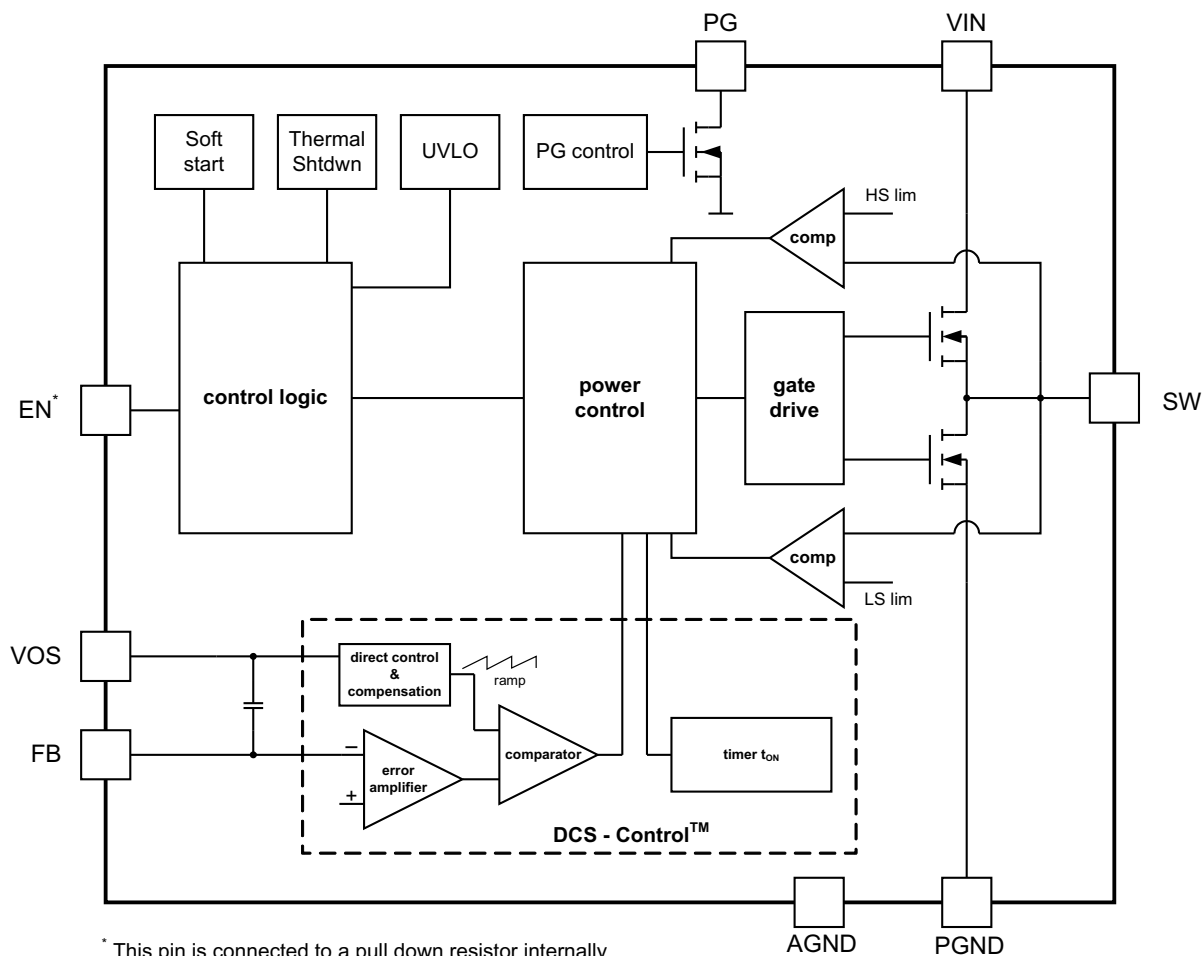 PG
VIN
Soft
start
Thermal
Shtdwn
UVLO
PG control
HS lim
comp
control logic
power
control
gate
drive
EN*
SW
comp
LS lim
VOS
direct control
&
compensation
ramp
FB
−
error
amplifier
+
comparator
timer tON
DCS - Control™
AGND
PGND
* This pin is connected to a pull down resistor internally